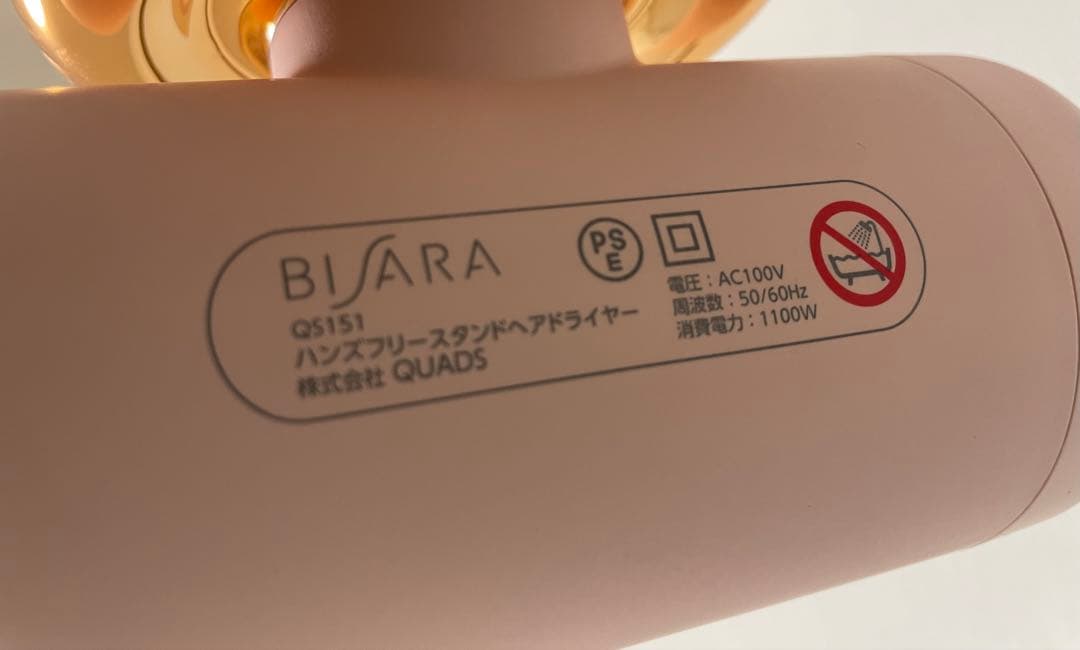 BISARA
QS151
ハンズフリースタンドヘアドライヤー
株式会社 QUADS
PS
E
電圧：AC100V
周波数：50/60Hz
消費電力：1100W